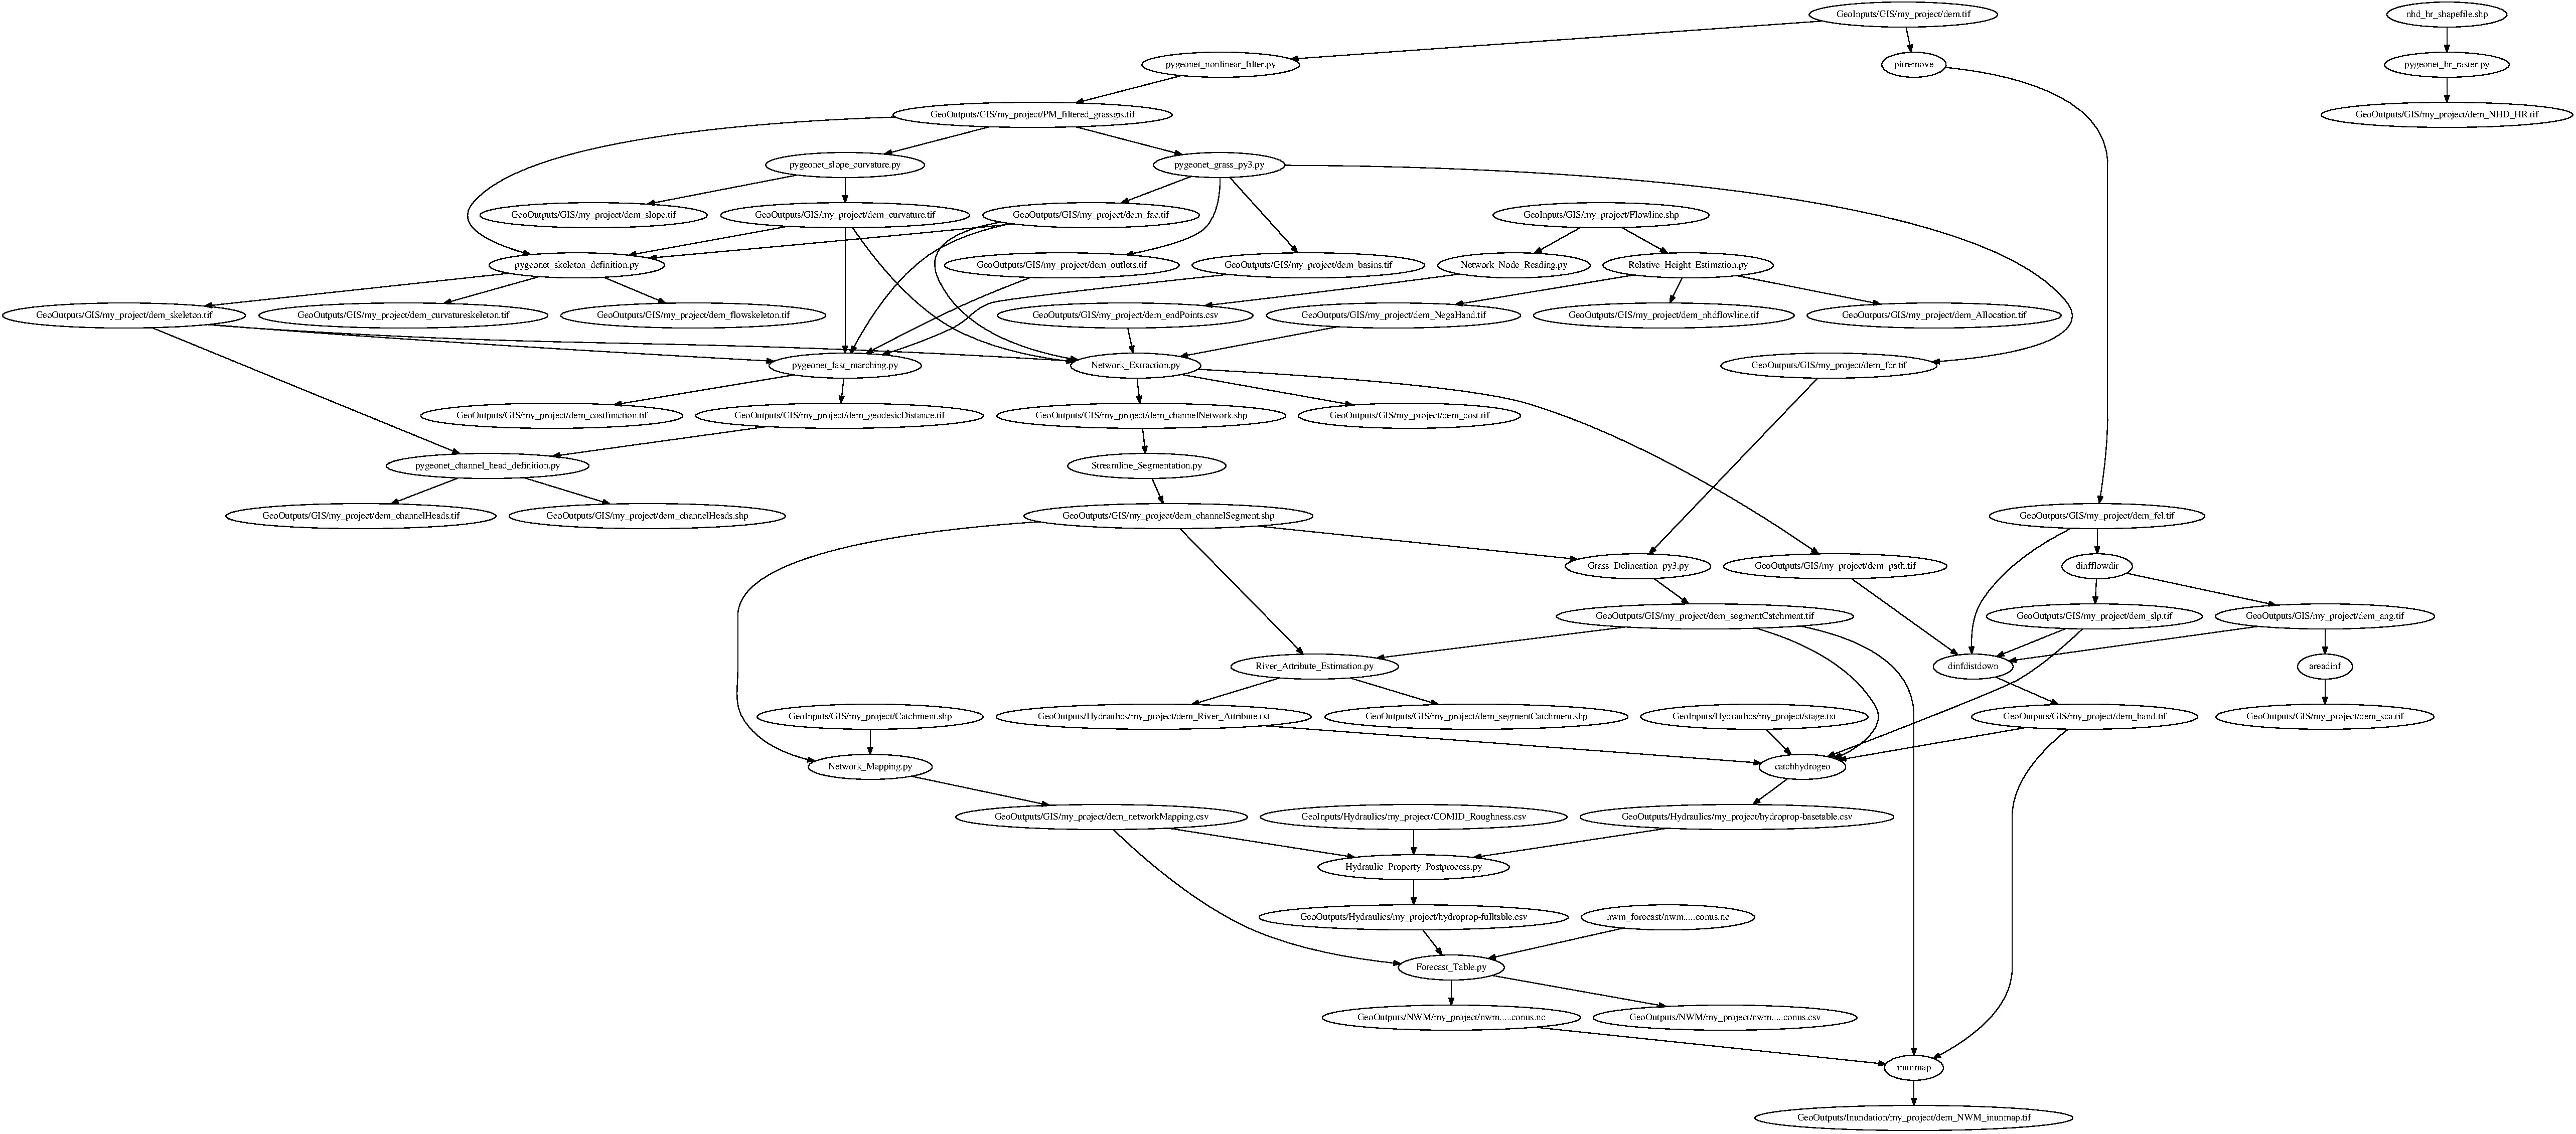 GeoInputs/GIS/my_project/dem.tif
nhd_hr_shapefile.shp
pygeonet_nonlinear_filter.py
pitremove
pygeonet_hr_raster.py
GeoOutputs/GIS/my_project/PM_filtered_grassgis.tif
GeoOutputs/GIS/my_project/dem_NHD_HR.tif
pygeonet_slope_curvature.py
pygeonet_grass_py3.py
GeoOutputs/GIS/my_project/dem_slope.tif
GeoOutputs/GIS/my_project/dem_curvature.tif
GeoOutputs/GIS/my_project/dem_fac.tif
GeoInputs/GIS/my_project/Flowline.shp
pygeonet_skeleton_definition.py
GeoOutputs/GIS/my_project/dem_outlets.tif
GeoOutputs/GIS/my_project/dem_basins.tif
Network_Node_Reading.py
Relative_Height_Estimation.py
GeoOutputs/GIS/my_project/dem_skeleton.tif
GeoOutputs/GIS/my_project/dem_curvatureskeleton.tif
GeoOutputs/GIS/my_project/dem_flowskeleton.tif
GeoOutputs/GIS/my_project/dem_endPoints.csv
GeoOutputs/GIS/my_project/dem_NegaHand.tif
GeoOutputs/GIS/my_project/dem_nhdflowline.tif
GeoOutputs/GIS/my_project/dem_Allocation.tif
pygeonet_fast_marching.py
Network_Extraction.py
GeoOutputs/GIS/my_project/dem_fdr.tif
GeoOutputs/GIS/my_project/dem_costfunction.tif
GeoOutputs/GIS/my_project/dem_geodesicDistance.tif
GeoOutputs/GIS/my_project/dem_channelNetwork.shp
GeoOutputs/GIS/my_project/dem_cost.tif
pygeonet_channel_head_definition.py
Streamline_Segmentation.py
GeoOutputs/GIS/my_project/dem_channelHeads.tif
GeoOutputs/GIS/my_project/dem_channelHeads.shp
GeoOutputs/GIS/my_project/dem_channelSegment.shp
GeoOutputs/GIS/my_project/dem_fel.tif
Grass_Delineation_py3.py
GeoOutputs/GIS/my_project/dem_path.tif
dinfflowdir
GeoOutputs/GIS/my_project/dem_segmentCatchment.tif
GeoOutputs/GIS/my_project/dem_slp.tif
GeoOutputs/GIS/my_project/dem_ang.tif
River_Attribute_Estimation.py
dinfdistdown
areadinf
GeoInputs/GIS/my_project/Catchment.shp
GeoOutputs/Hydraulics/my_project/dem_River_Attribute.txt
GeoOutputs/GIS/my_project/dem_segmentCatchment.shp
GeoInputs/Hydraulics/my_project/stage.txt
GeoOutputs/GIS/my_project/dem_hand.tif
GeoOutputs/GIS/my_project/dem_sca.tif
Network_Mapping.py
catchhydrogeo
GeoOutputs/GIS/my_project/dem_networkMapping.csv
GeoInputs/Hydraulics/my_project/COMID_Roughness.csv
GeoOutputs/Hydraulics/my_project/hydroprop-basetable.csv
Hydraulic_Property_Postprocess.py
GeoOutputs/Hydraulics/my_project/hydroprop-fulltable.csv
nwm_forecast/nwm.....conus.nc
Forecast_Table.py
GeoOutputs/NWM/my_project/nwm.....conus.nc
GeoOutputs/NWM/my_project/nwm.....conus.csv
inunmap
GeoOutputs/Inundation/my_project/dem_NWM_inunmap.tif